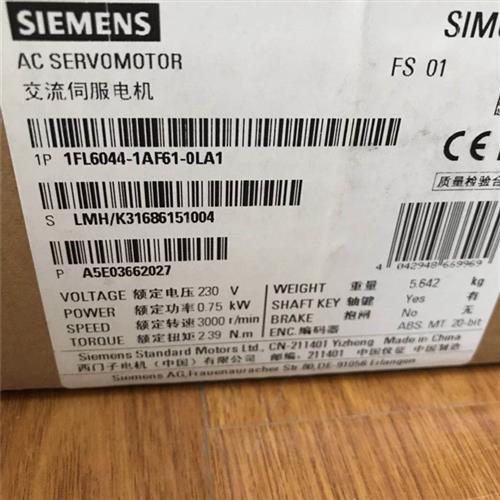 SIEMENS
SIM
AC SERVOMOTOR
FS 01
交流伺服电机
CE
1P 1FL6044-1AF61-0LA1
质量检验合
S LMH/K31686151004
P A5E03662027
4 042948 669969
VOLTAGE 额定电压 230 V
WEIGHT 重量 5.642 kg
POWER 额定功率 0.75 kW
SHAFT KEY 轴键 Yes 有
SPEED 额定转速 3000 r/min
BRAKE 抱闸 No 无
TORQUE 额定扭矩 2.39 N.m
ENC. 编码器 ABS. MT 20-bit
Siemens Standard Motors Ltd., CN-211401 Yizheng Made in China
西门子电机（中国）有限公司 邮编：211401 中国仪征 中国制造
Siemens AG, Frauenauracher Str 80, DE-91056 Erlangen